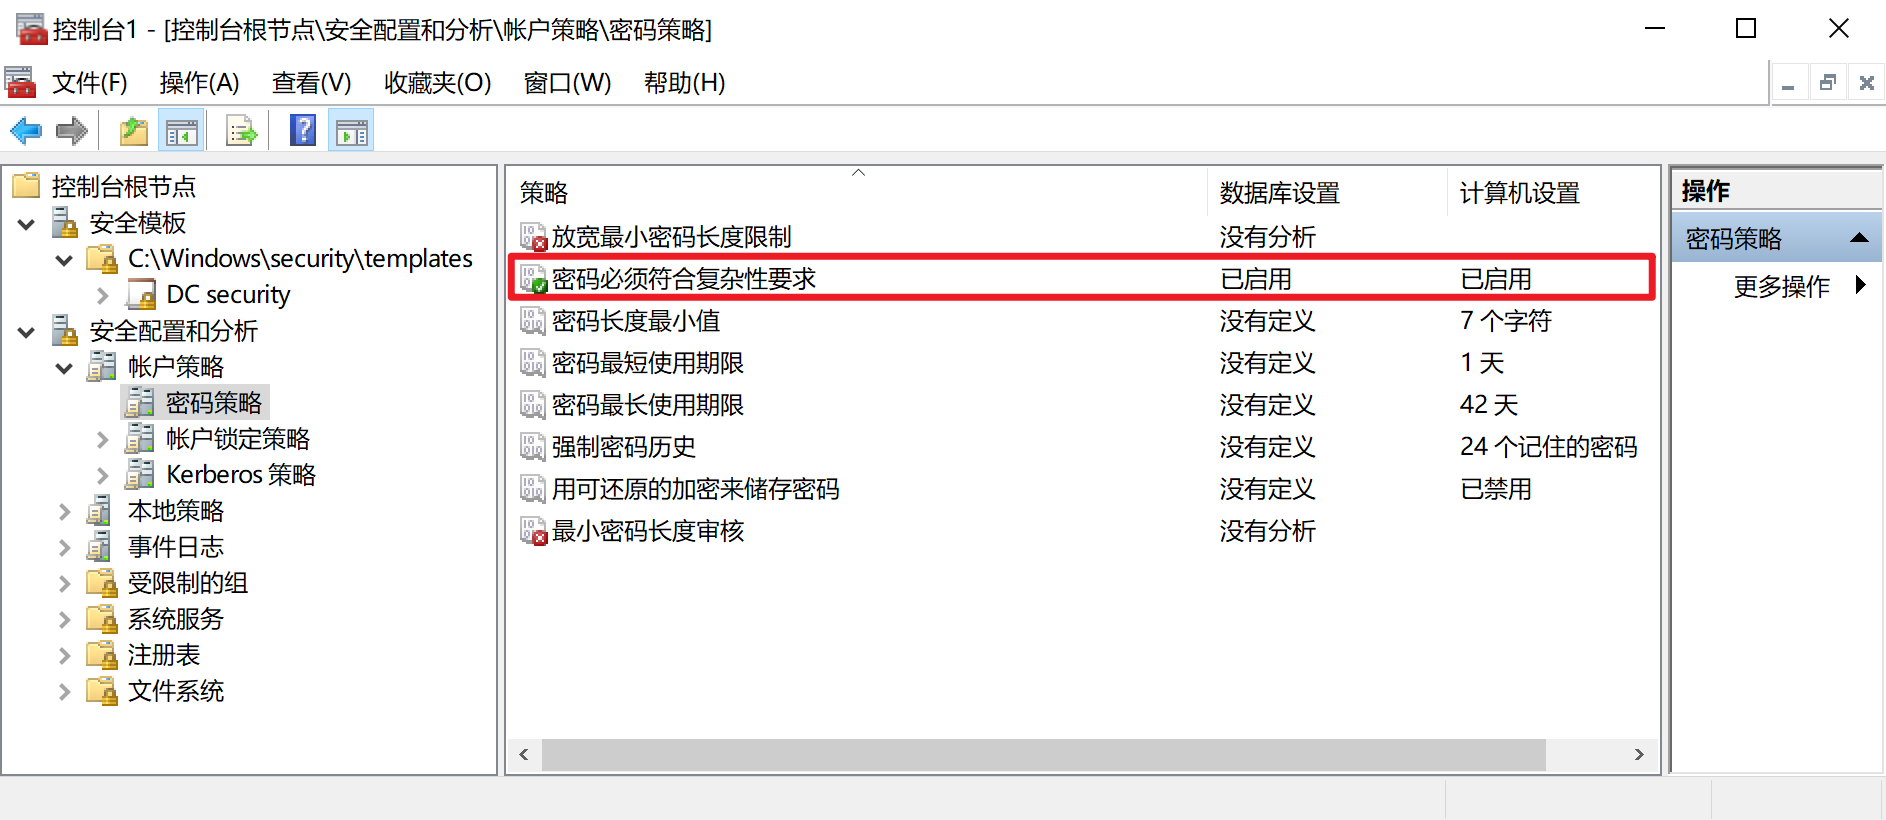 控制台1 - [控制台根节点\安全配置和分析\帐户策略\密码策略]
文件(F) 操作(A) 查看(V) 收藏夹(O) 窗口(W) 帮助(H)
控制台根节点
安全模板
C:\Windows\security\templates
DC security
安全配置和分析
帐户策略
密码策略
帐户锁定策略
Kerberos 策略
本地策略
事件日志
受限制的组
系统服务
注册表
文件系统
策略 数据库设置 计算机设置
放宽最小密码长度限制 没有分析
密码必须符合复杂性要求 已启用 已启用
密码长度最小值 没有定义 7 个字符
密码最短使用期限 没有定义 1 天
密码最长使用期限 没有定义 42 天
强制密码历史 没有定义 24 个记住的密码
用可还原的加密来储存密码 没有定义 已禁用
最小密码长度审核 没有分析
操作
密码策略
更多操作